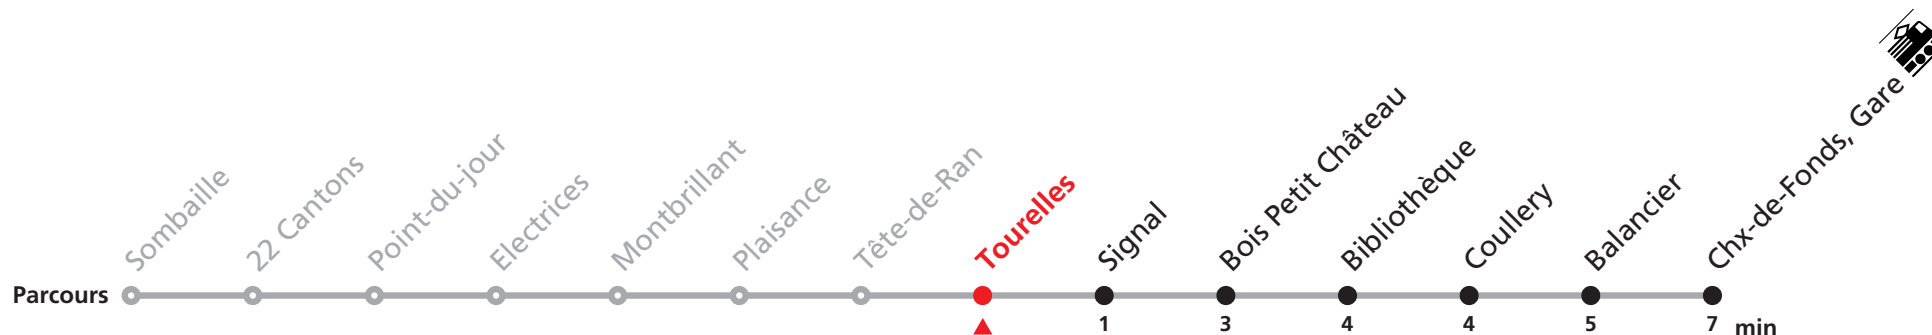 Sombaille
22 Cantons
Point-du-jour
Electrices
Montbrillant
Plaisance
Tête-de-Ran
Tourelles
Signal
Bois Petit Château
Bibliothèque
Coullery
Balancier
Chx-de-Fonds, Gare
Parcours
1 3 4 4 5 7 min